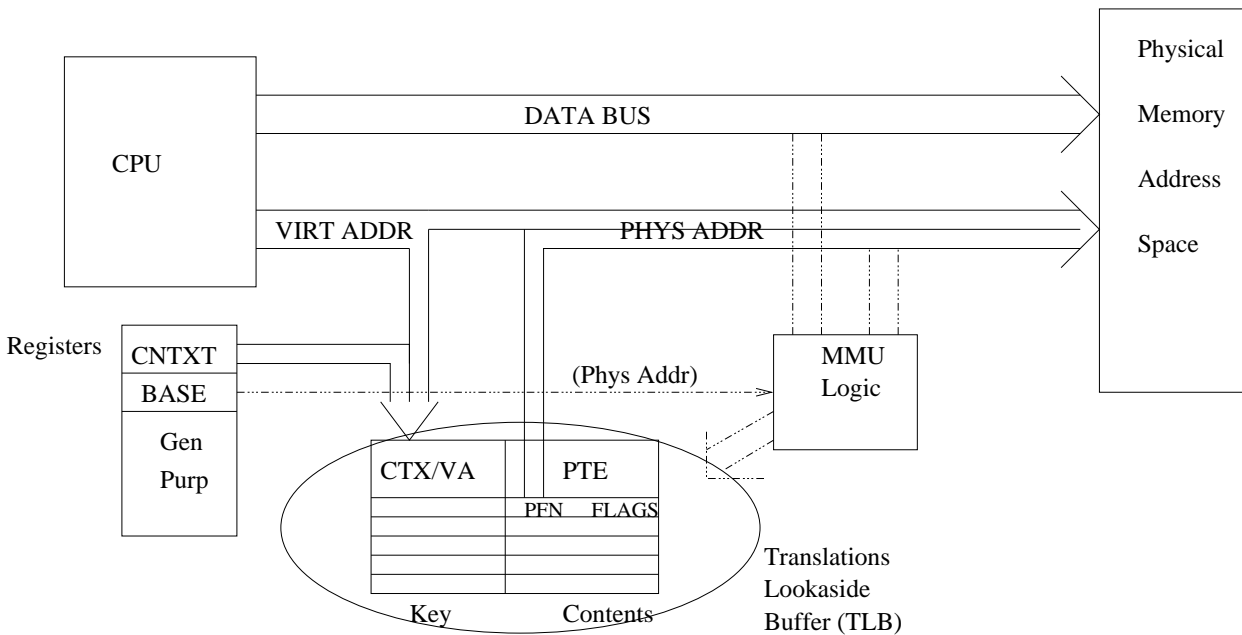 Physical
Memory
Address
Space
DATA BUS
CPU
VIRT ADDR
PHYS ADDR
Registers
CNTXT
BASE
Gen
Purp
(Phys Addr)
MMU
Logic
CTX/VA
PTE
PFN
FLAGS
Key
Contents
Translations
Lookaside
Buffer (TLB)